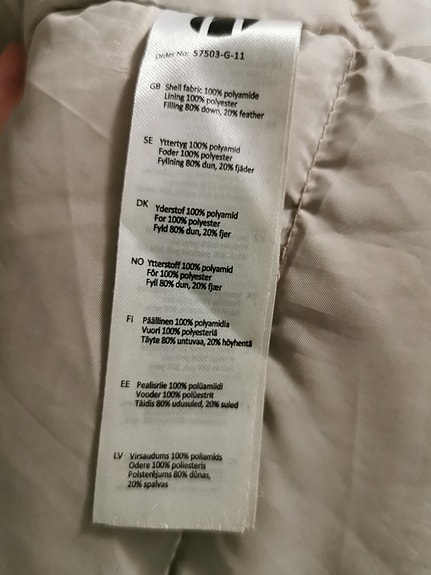 Order No: 57503-G-11
GB Shell fabric 100% polyamide
Lining 100% polyester
Filling 80% down, 20% feather
SE Yttertyg 100% polyamid
Foder 100% polyester
Fyllning 80% dun, 20% fjäder
DK Yderstof 100% polyamid
For 100% polyester
Fyld 80% dun, 20% fjer
NO Ytterstoff 100% polyamid
Fôr 100% polyester
Fyll 80% dun, 20% fjær
FI Päällinen 100% polyamidia
Vuori 100% polyesteriä
Täyte 80% untuvaa, 20% höyhentä
EE Pealisriie 100% polüamiidi
Vooder 100% polüestrit
Täidis 80% udusuled, 20% suled
LV Virsaudums 100% poliamids
Odere 100% poliesteris
Polsterējums 80% dūnas,
20% spalvas